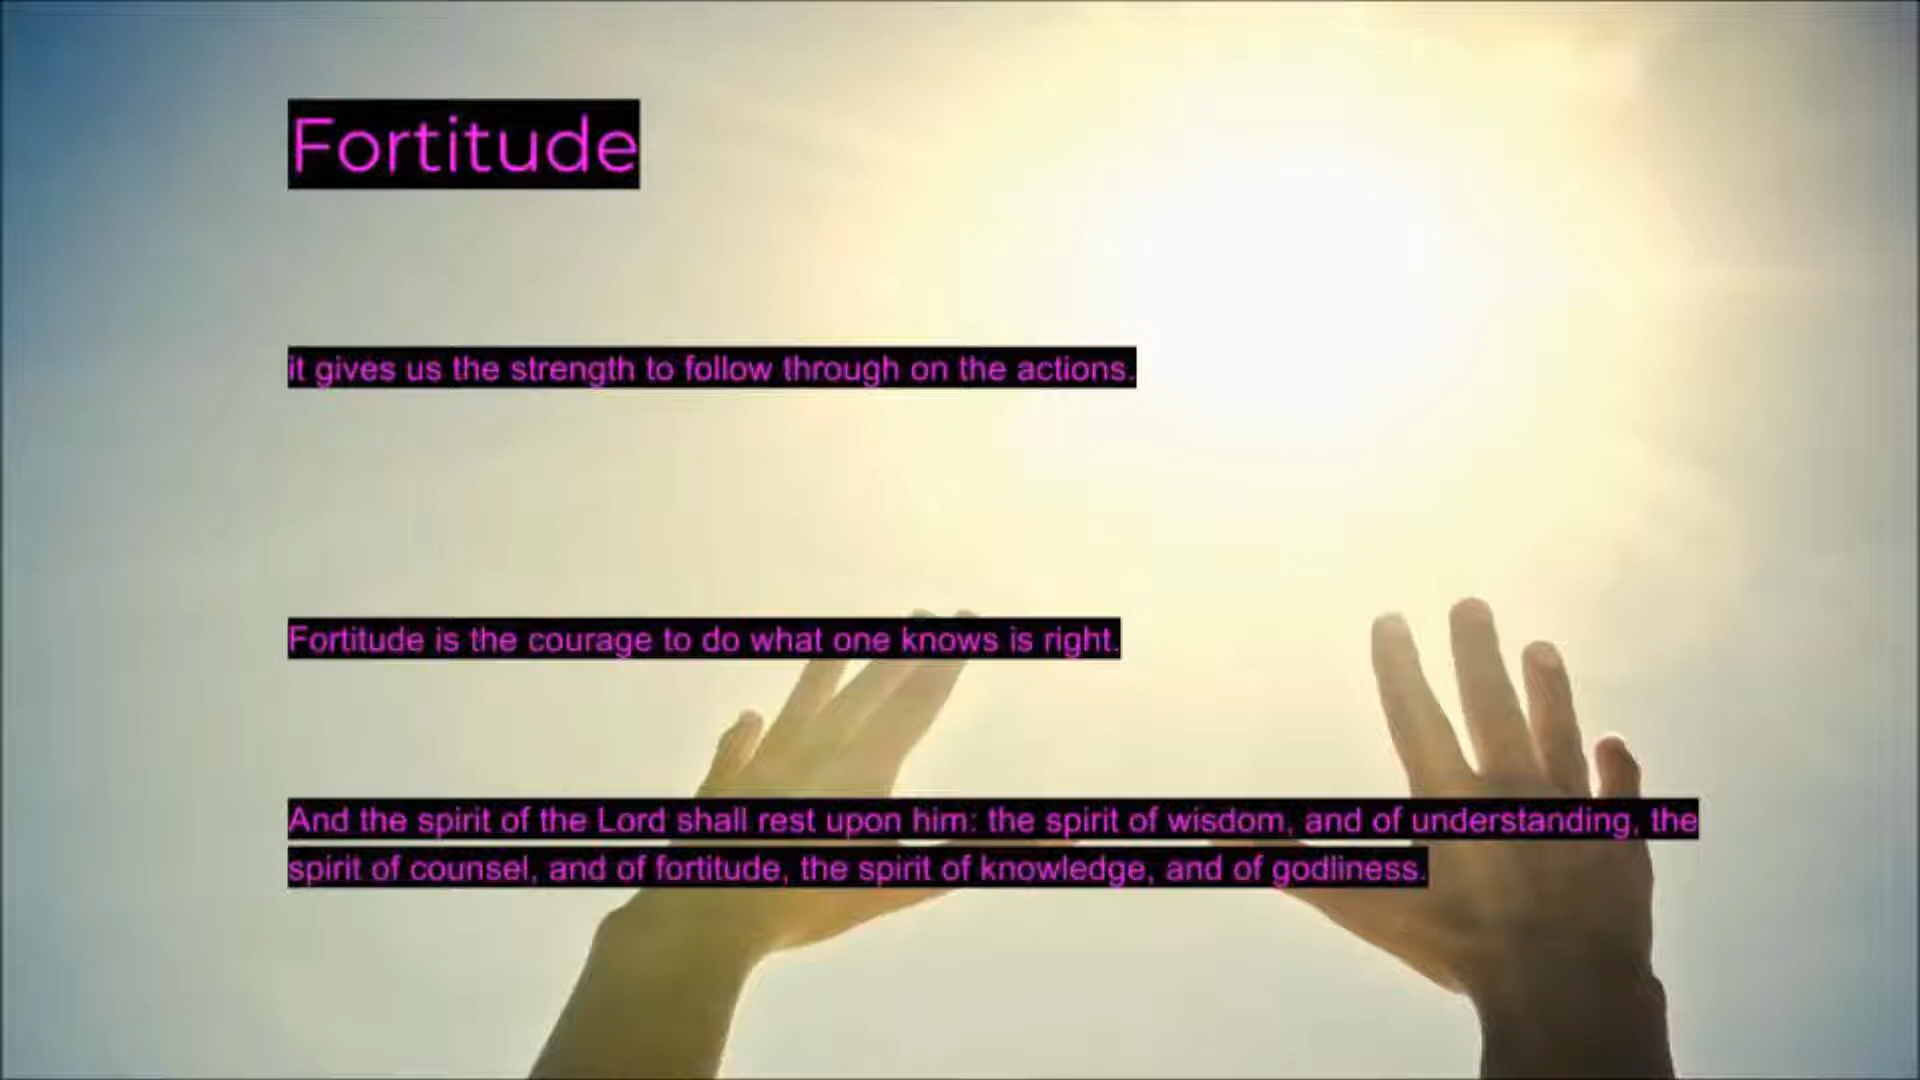 Fortitude
it gives us the strength to follow through on the actions.
Fortitude is the courage to do what one knows is right.
And the spirit of the Lord shall rest upon him: the spirit of wisdom, and of understanding, the
spirit of counsel, and of fortitude, the spirit of knowledge, and of godliness.